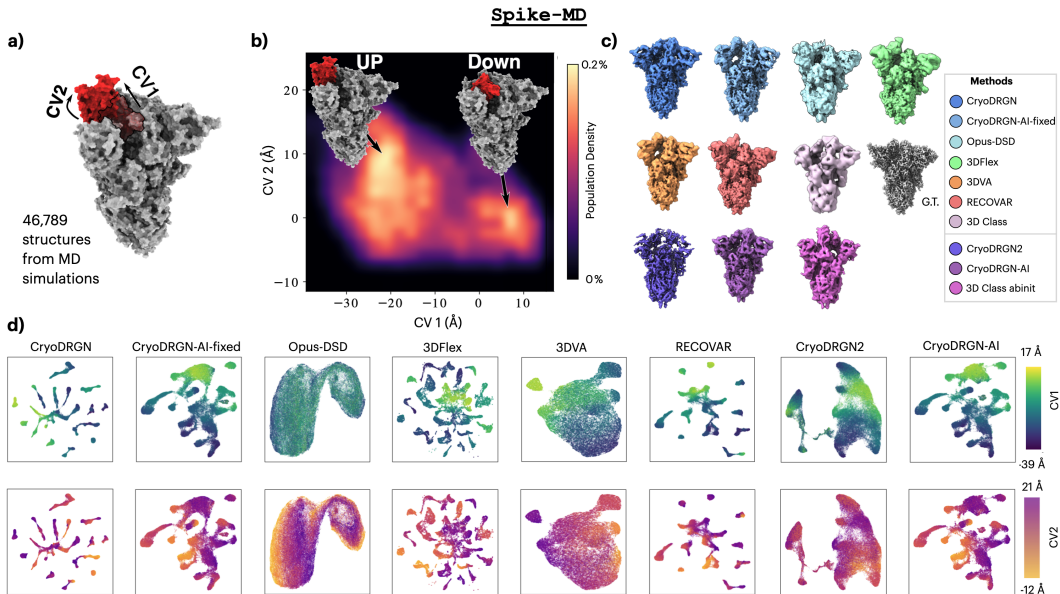 Spike-MD
a)
CV2
CV1
46,789
structures
from MD
simulations
b)
UP
Down
20
10
0
−10
CV 2 (Å)
−30
−20
−10
0
10
CV 1 (Å)
0.2%
Population Density
0%
c)
G.T.
Methods
CryoDRGN
CryoDRGN-AI-fixed
Opus-DSD
3DFlex
3DVA
RECOVAR
3D Class
CryoDRGN2
CryoDRGN-AI
3D Class abinit
d)
CryoDRGN
CryoDRGN-AI-fixed
Opus-DSD
3DFlex
3DVA
RECOVAR
CryoDRGN2
CryoDRGN-AI
17 Å
CV1
-39 Å
21 Å
CV2
-12 Å